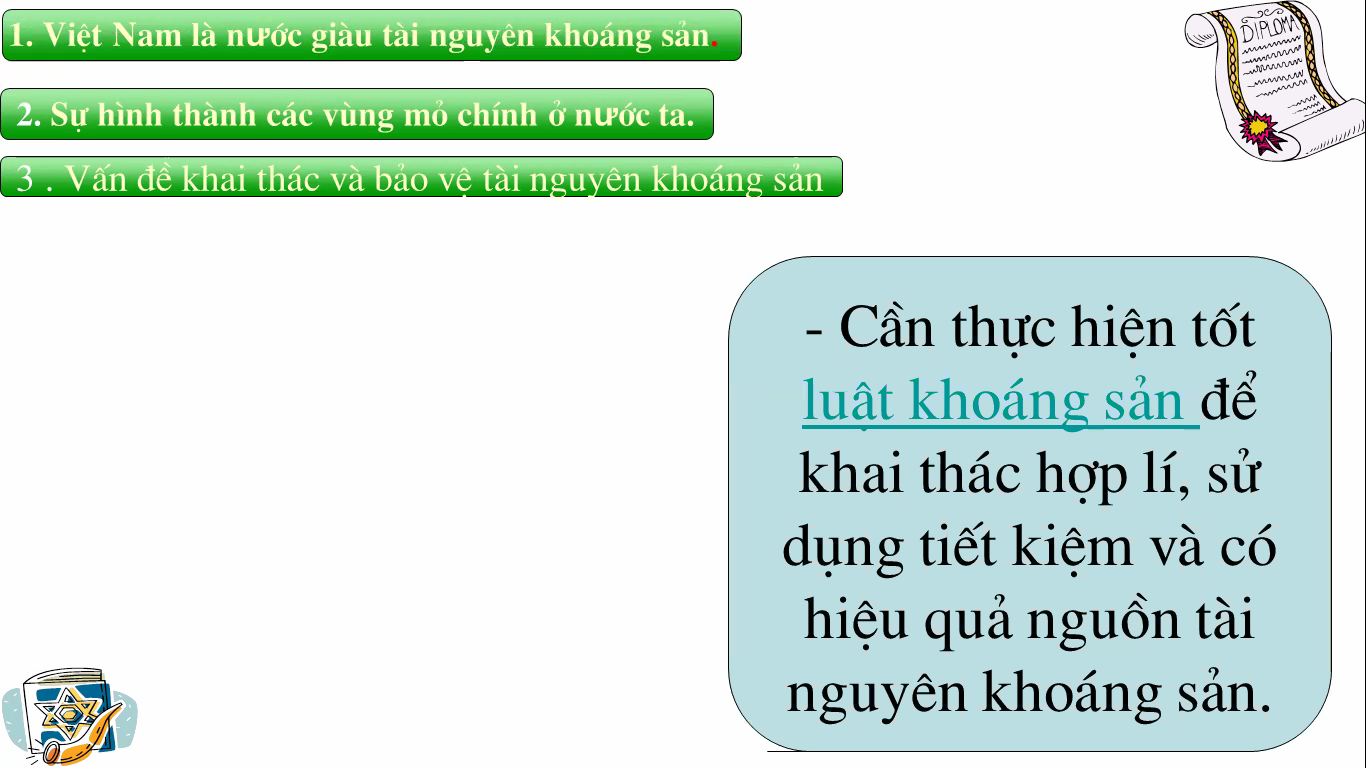 1. Việt Nam là nước giàu tài nguyên khoáng sản.
2. Sự hình thành các vùng mỏ chính ở nước ta.
3 . Vấn đề khai thác và bảo vệ tài nguyên khoáng sản
DIPLOMA
- Cần thực hiện tốt
luật khoáng sản để
khai thác hợp lí, sử
dụng tiết kiệm và có
hiệu quả nguồn tài
nguyên khoáng sản.